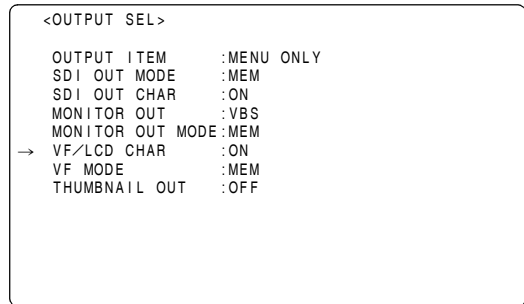 <OUTPUT SEL>
OUTPUT ITEM :MENU ONLY
SDI OUT MODE :MEM
SDI OUT CHAR :ON
MONITOR OUT :VBS
MONITOR OUT MODE:MEM
→ VF/LCD CHAR :ON
VF MODE :MEM
THUMBNAIL OUT :OFF